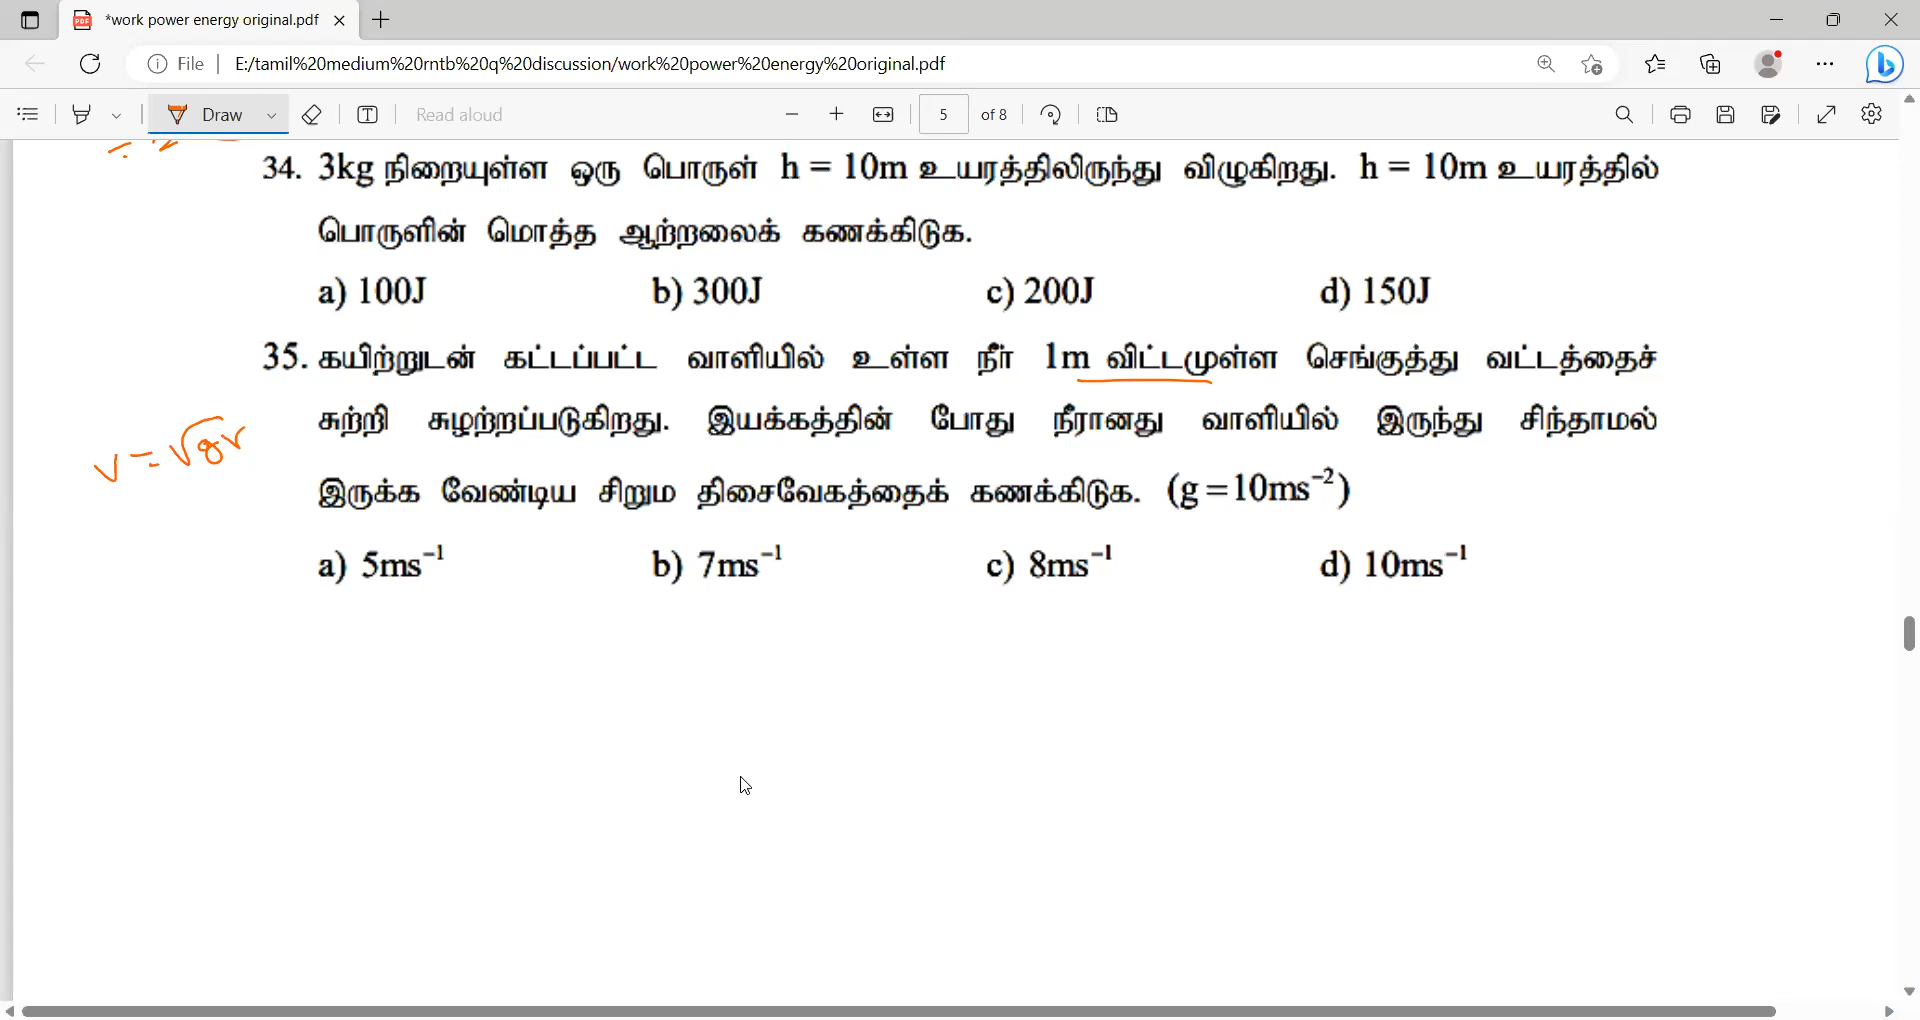 *work power energy original.pdf
File
E:/tamil%20medium%20rntb%20q%20discussion/work%20power%20energy%20original.pdf
Draw
Read aloud
5 of 8
34. 3kg நிறையுள்ள ஒரு பொருள் h = 10m உயரத்திலிருந்து விழுகிறது. h = 10m உயரத்தில்
பொருளின் மொத்த ஆற்றலைக் கணக்கிடுக.
a) 100J b) 300J c) 200J d) 150J
35. கயிற்றுடன் கட்டப்பட்ட வாளியில் உள்ள நீர் 1m விட்டமுள்ள செங்குத்து வட்டத்தைச்
சுற்றி சுழற்றப்படுகிறது. இயக்கத்தின் போது நீரானது வாளியில் இருந்து சிந்தாமல்
v = √gr
இருக்க வேண்டிய சிறும திசைவேகத்தைக் கணக்கிடுக. (g = 10ms⁻²)
a) 5ms⁻¹ b) 7ms⁻¹ c) 8ms⁻¹ d) 10ms⁻¹